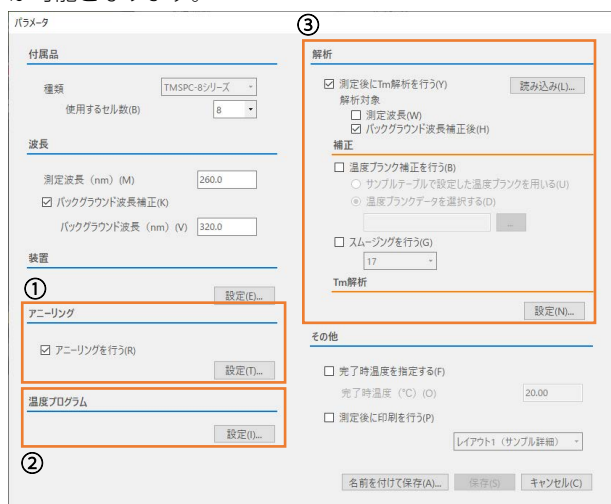 が可能となります。
パラメータ
付属品
種類 TMSPC-8シリーズ
使用するセル数(B) 8
波長
測定波長（nm）(M) 260.0
バックグラウンド波長補正(K)
バックグラウンド波長（nm）(V) 320.0
装置
設定(E)...
①
アニーリング
アニーリングを行う(R)
設定(T)...
温度プログラム
設定(I)...
②
③
解析
測定後にTm解析を行う(Y) 読み込み(L)...
解析対象
測定波長(W)
バックグラウンド波長補正後(H)
補正
温度ブランク補正を行う(B)
サンプルテーブルで設定した温度ブランクを用いる(U)
温度ブランクデータを選択する(D)
...
スムージングを行う(G)
17
Tm解析
設定(N)...
その他
完了時温度を指定する(F)
完了時温度（℃）(O) 20.00
測定後に印刷を行う(P)
レイアウト1（サンプル詳細）
名前を付けて保存(A)... 保存(S) キャンセル(C)